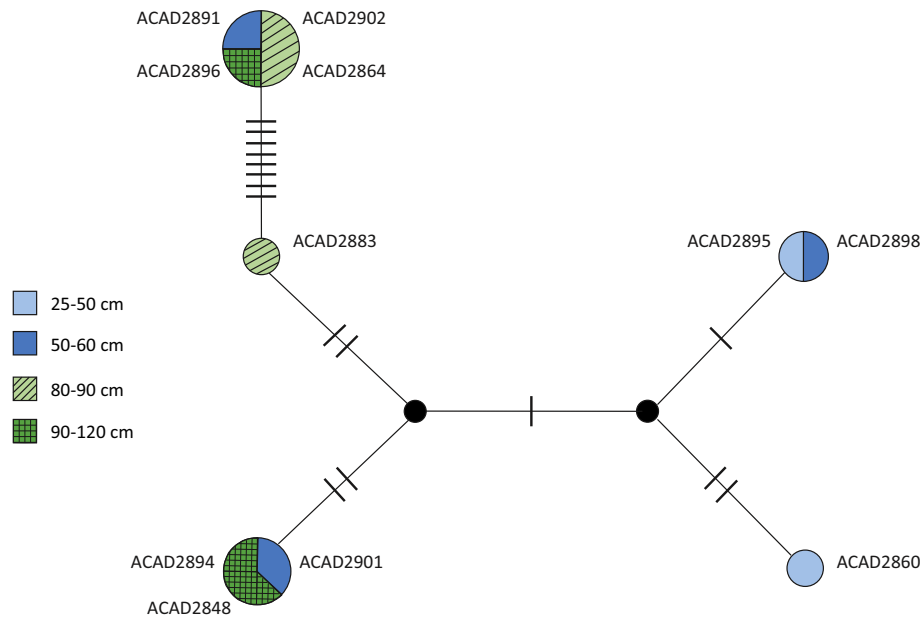 ACAD2891 ACAD2902
ACAD2896 ACAD2864
ACAD2883
ACAD2895 ACAD2898
25-50 cm
50-60 cm
80-90 cm
90-120 cm
ACAD2894 ACAD2901
ACAD2860
ACAD2848